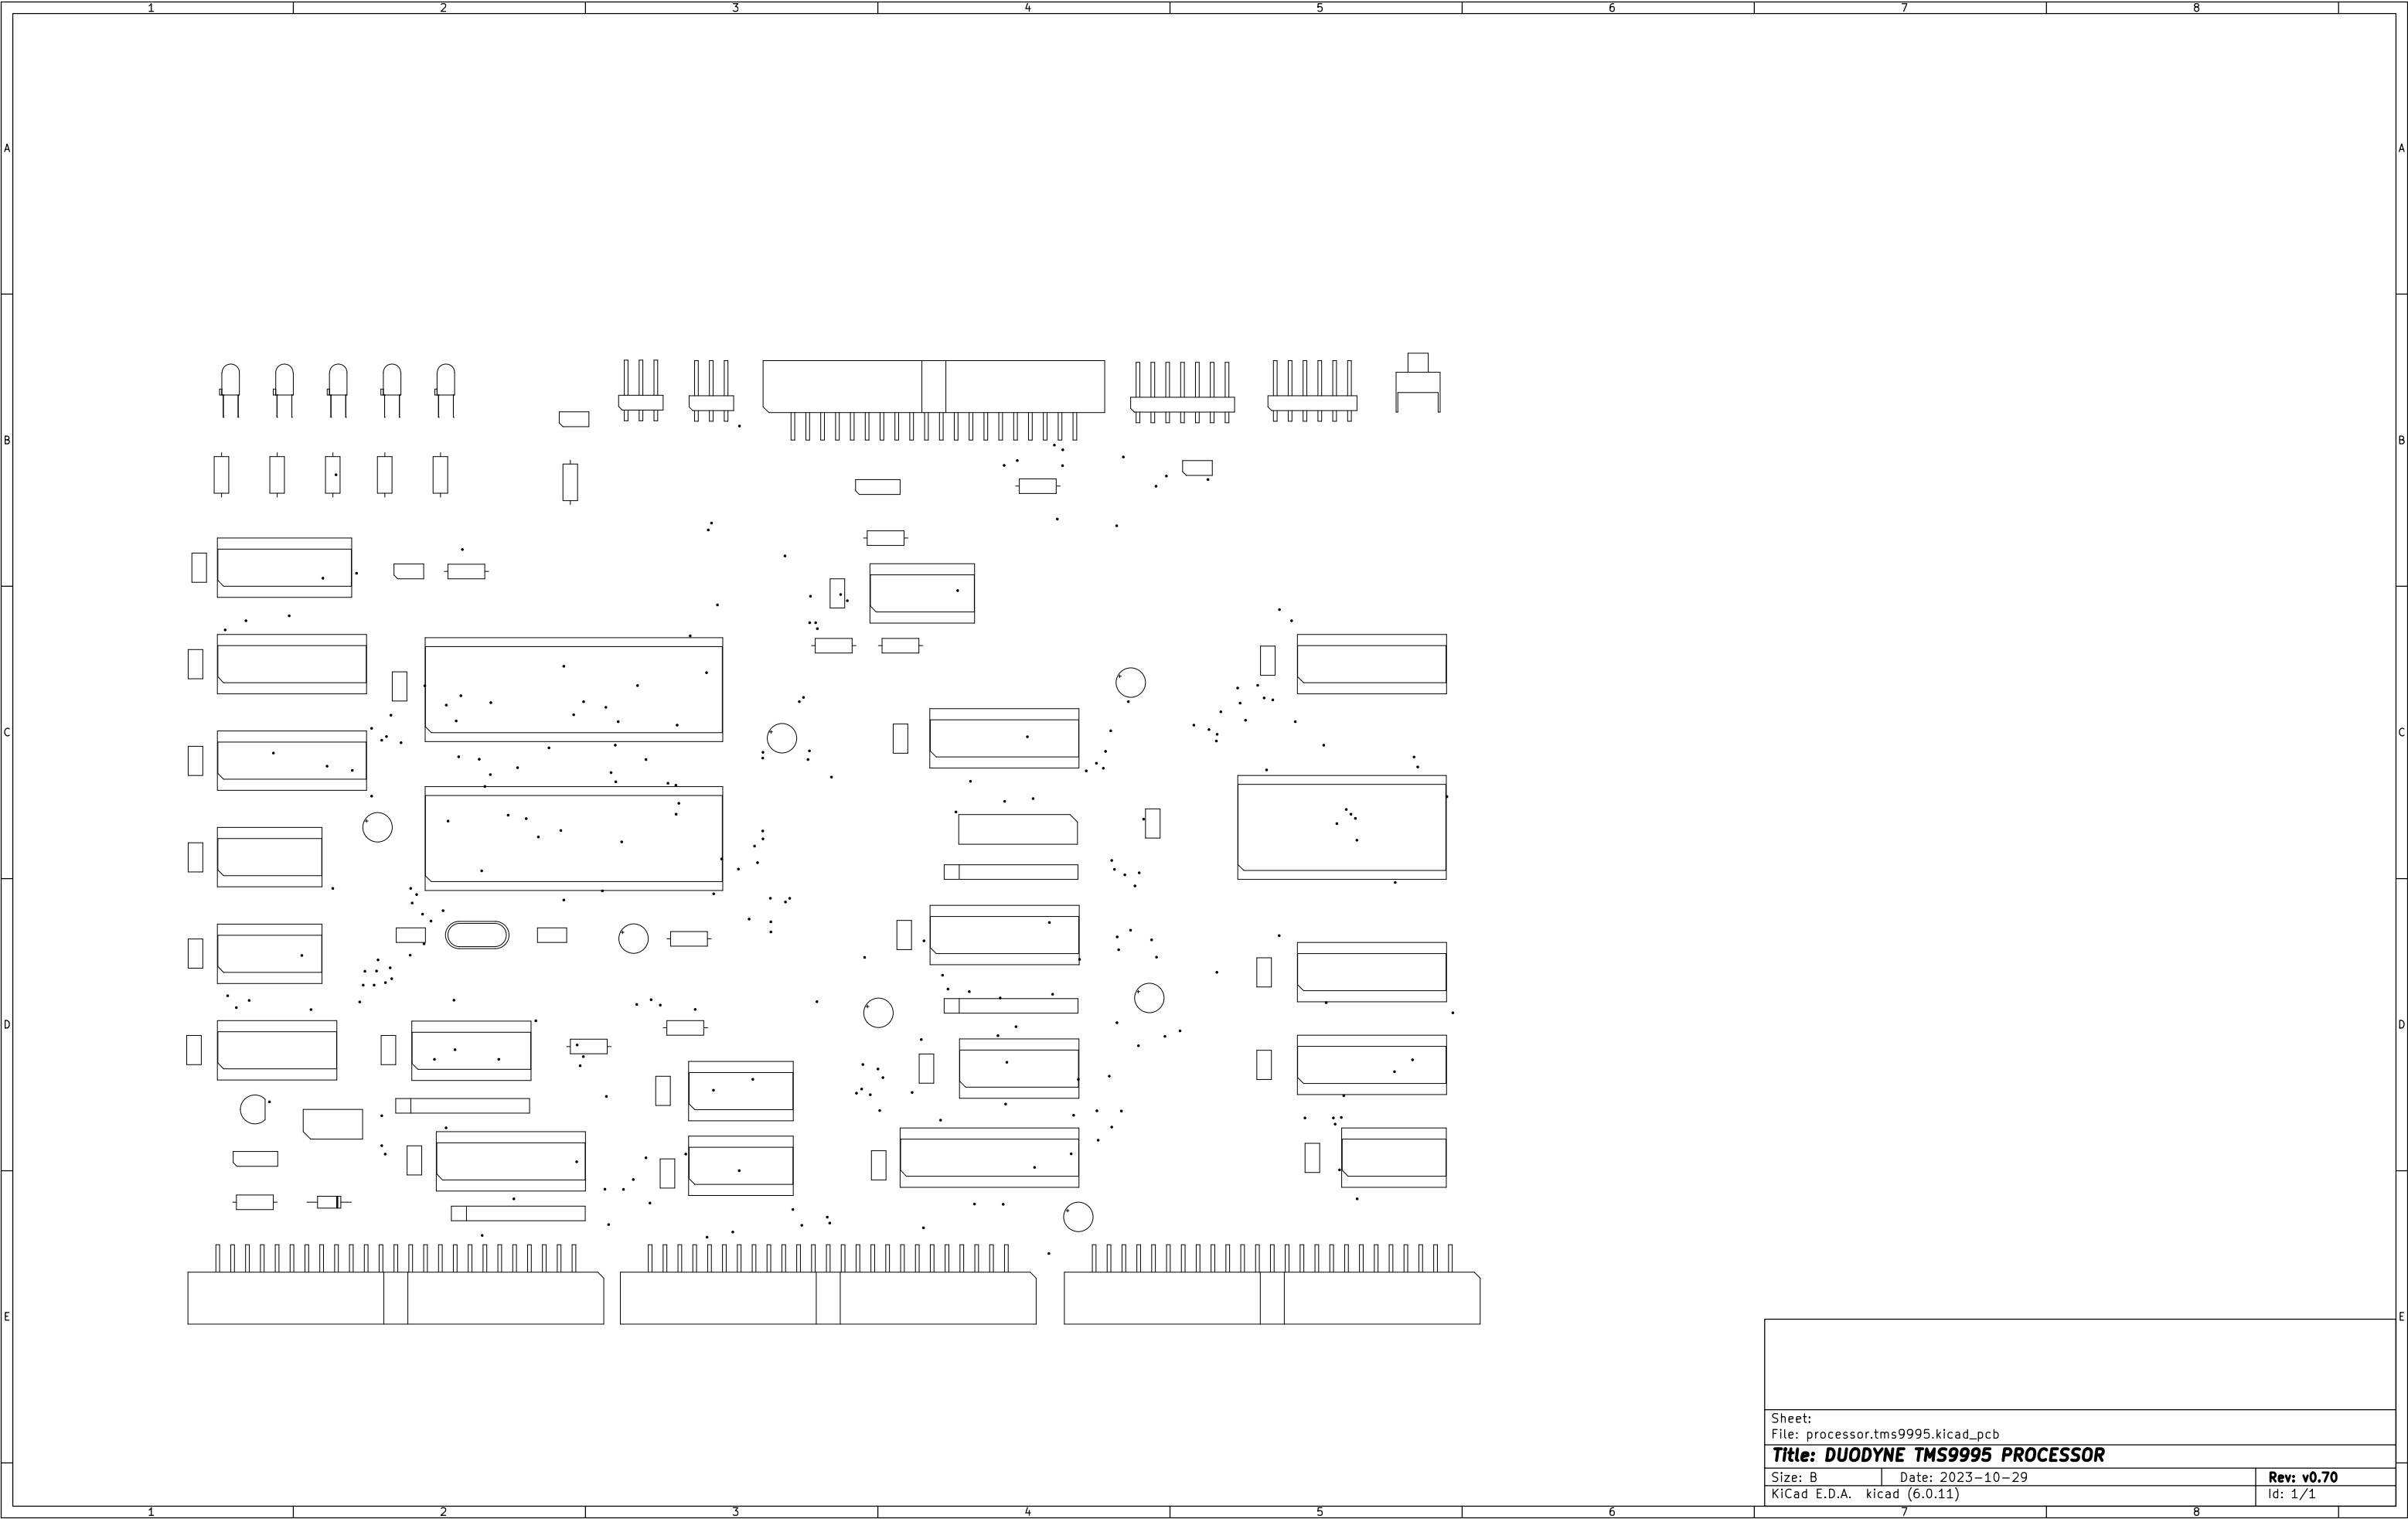 1 2 3 4 5 6 7 8
A A
B B
C C
D D
E E
Sheet:
File: processor.tms9995.kicad_pcb
Title: DUODYNE TMS9995 PROCESSOR
Size: B Date: 2023-10-29 Rev: v0.70
KiCad E.D.A. kicad (6.0.11) Id: 1/1
1 2 3 4 5 6 7 8